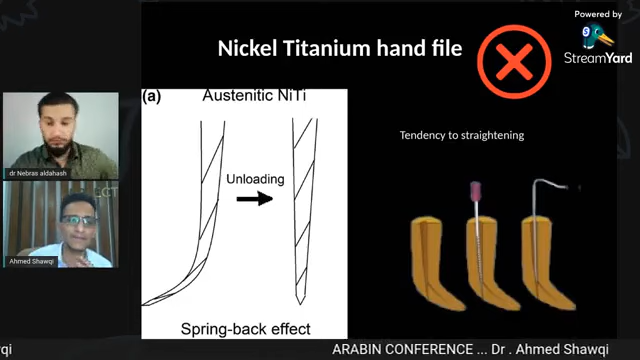 Powered by
StreamYard
Nickel Titanium hand file
(a) Austenitic NiTi
Unloading
Spring-back effect
Tendency to straightening
dr Nebras aldahash
Ahmed Shawqi
qi
ARABIN CONFERENCE ... Dr . Ahmed Shawqi